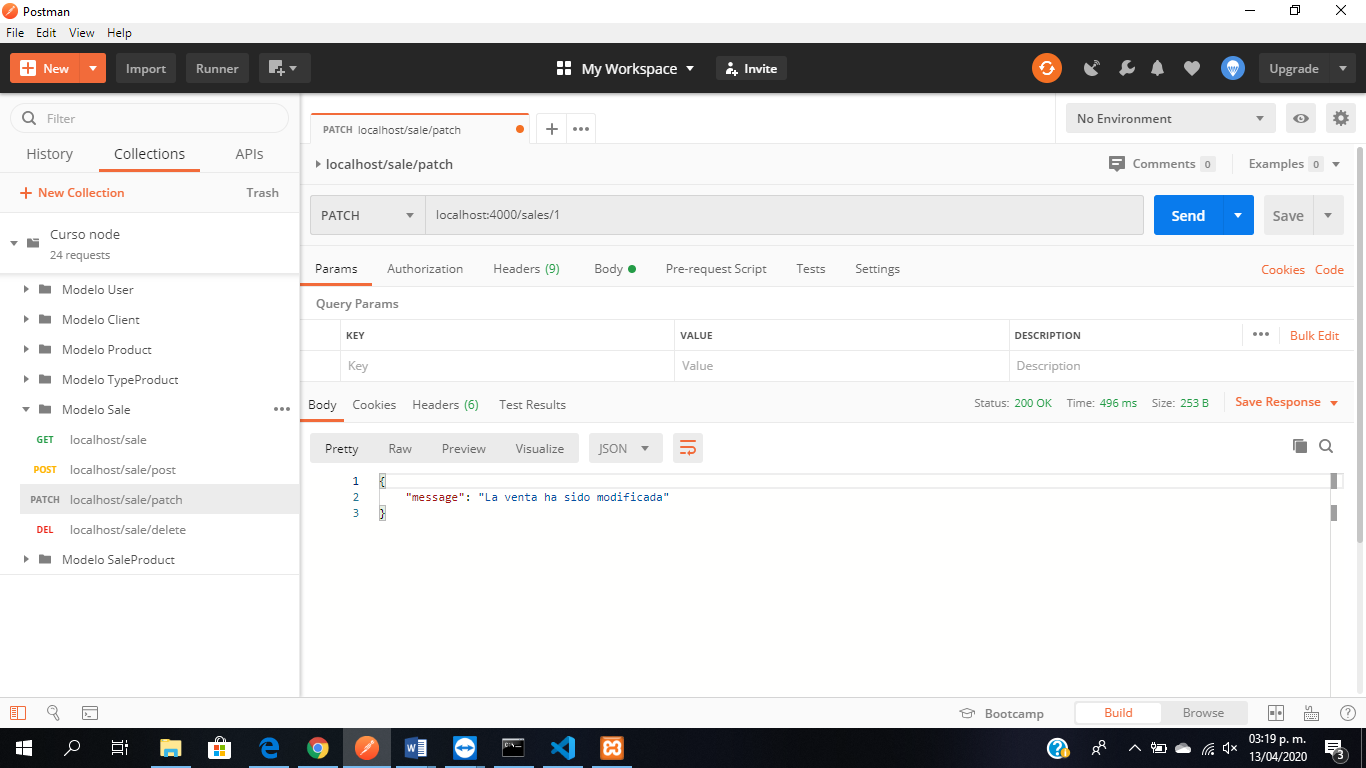 Postman
File Edit View Help
New Import Runner My Workspace Invite Upgrade
Filter
History Collections APIs
New Collection Trash
Curso node
24 requests
Modelo User
Modelo Client
Modelo Product
Modelo TypeProduct
Modelo Sale
GET localhost/sale
POST localhost/sale/post
PATCH localhost/sale/patch
DEL localhost/sale/delete
Modelo SaleProduct
PATCH localhost/sale/patch No Environment
localhost/sale/patch Comments 0 Examples 0
PATCH localhost:4000/sales/1 Send Save
Params Authorization Headers (9) Body Pre-request Script Tests Settings Cookies Code
Query Params
KEY VALUE DESCRIPTION Bulk Edit
Key Value Description
Body Cookies Headers (6) Test Results Status: 200 OK Time: 496 ms Size: 253 B Save Response
Pretty Raw Preview Visualize JSON
1 {
2 "message": "La venta ha sido modificada"
3 }
Bootcamp Build Browse
03:19 p. m.
13/04/2020
3